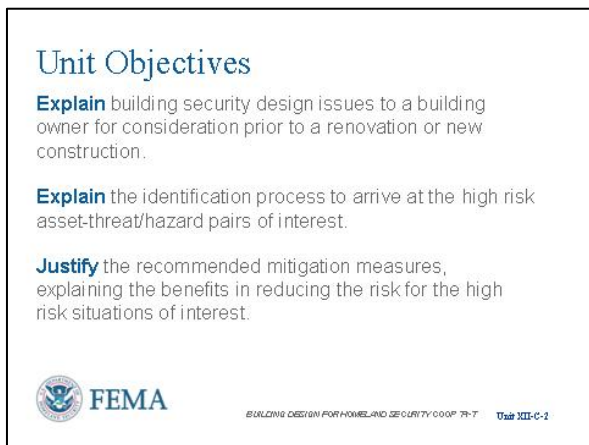 Unit Objectives
Explain building security design issues to a building
owner for consideration prior to a renovation or new
construction.
Explain the identification process to arrive at the high risk
asset-threat/hazard pairs of interest.
Justify the recommended mitigation measures,
explaining the benefits in reducing the risk for the high
risk situations of interest.
FEMA
BUILDING DESIGN FOR HOMELAND SECURITY COOP T-T Unit XII-C-2